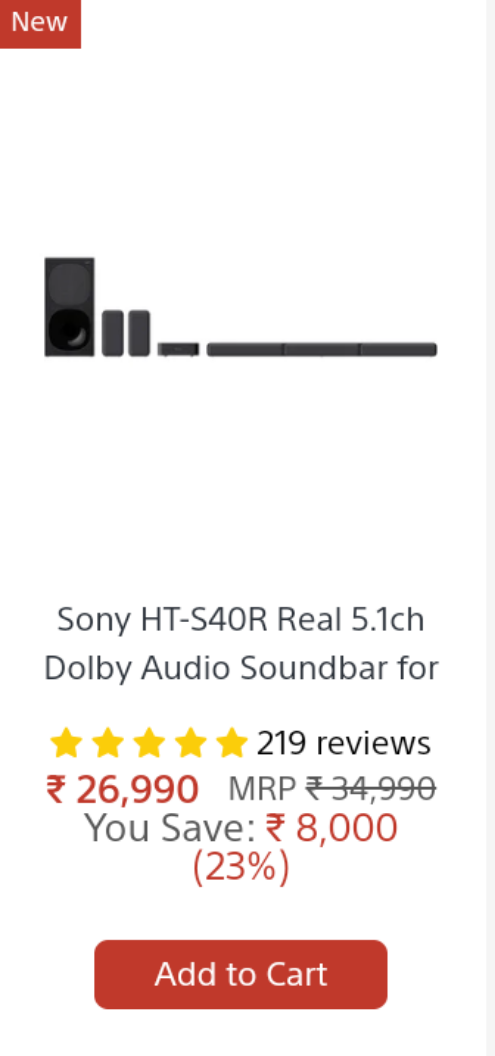 New
Sony HT-S40R Real 5.1ch
Dolby Audio Soundbar for
219 reviews
₹ 26,990 MRP ₹ 34,990
You Save: ₹ 8,000
(23%)
Add to Cart